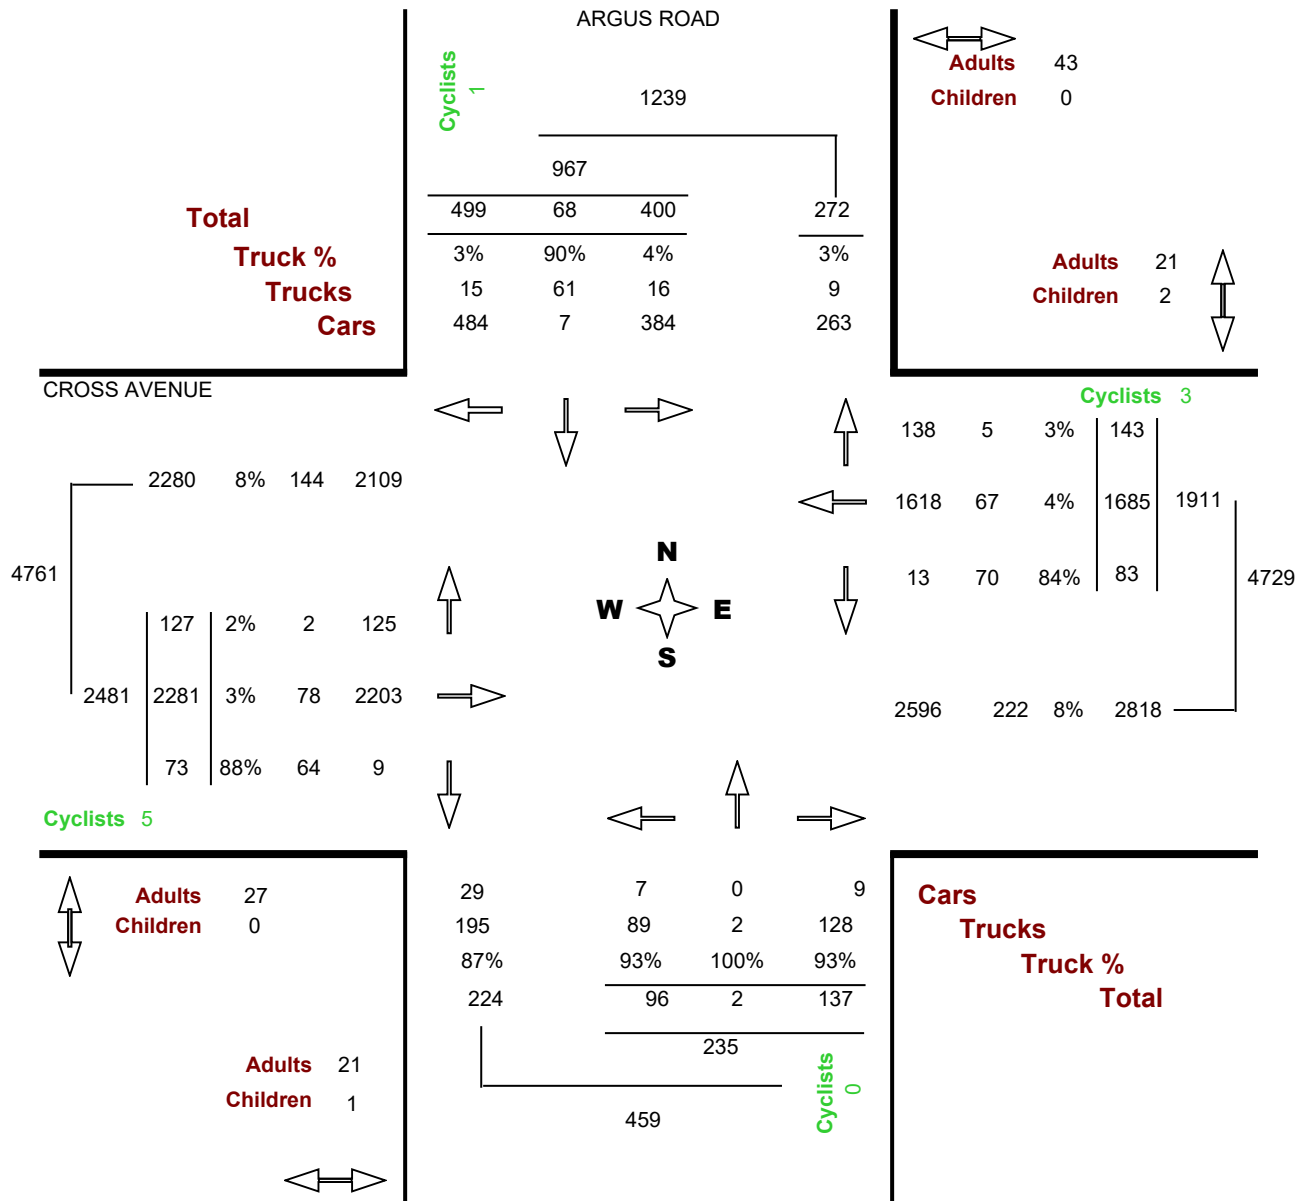 ARGUS ROAD
Cyclists 1
1239
Adults 43
Children 0
967
Total 499 68 400 272
Truck % 3% 90% 4% 3%
Trucks 15 61 16 9
Cars 484 7 384 263
Adults 21
Children 2
CROSS AVENUE
Cyclists 3
138 5 3% 143
2280 8% 144 2109
1618 67 4% 1685 1911
4761
13 70 84% 83
4729
N
W E
S
127 2% 2 125
2481 2281 3% 78 2203
2596 222 8% 2818
73 88% 64 9
Cyclists 5
Adults 27
Children 0
29 7 0 9
195 89 2 128
87% 93% 100% 93%
224 96 2 137
235
Cars
Trucks
Truck %
Total
Adults 21
Children 1
Cyclists 0
459